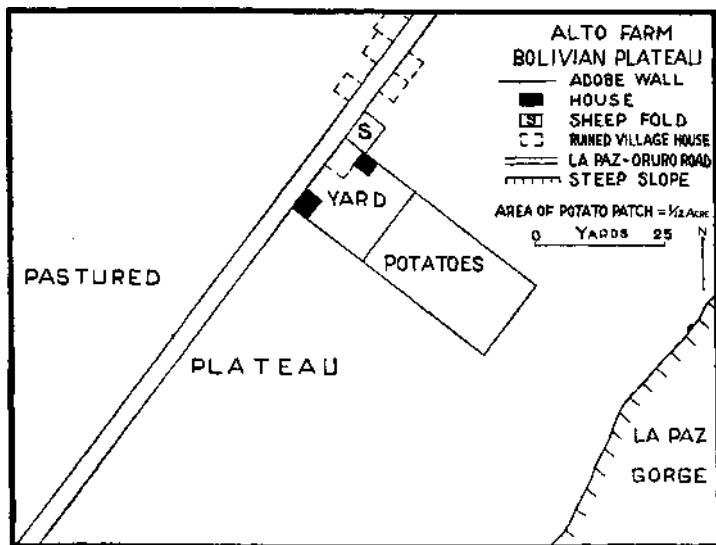 ALTO FARM
BOLIVIAN PLATEAU
ADOBE WALL
HOUSE
S SHEEP FOLD
RUINED VILLAGE HOUSE
LA PAZ-ORURO ROAD
STEEP SLOPE
AREA OF POTATO PATCH = 1/2 ACRE
0 YARDS 25
N
S
YARD
POTATOES
PASTURED
PLATEAU
LA PAZ
GORGE